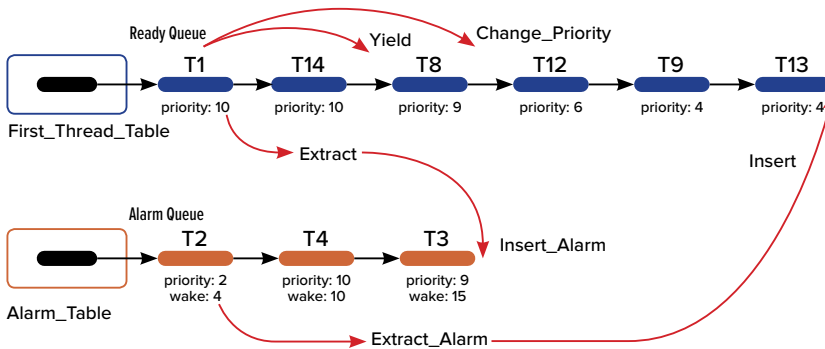 Ready Queue
Yield
Change_Priority
T1
T14
T8
T12
T9
T13
priority: 10
priority: 10
priority: 9
priority: 6
priority: 4
priority: 4
First_Thread_Table
Extract
Insert
Alarm Queue
T2
T4
T3
Insert_Alarm
priority: 2
wake: 4
priority: 10
wake: 10
priority: 9
wake: 15
Alarm_Table
Extract_Alarm